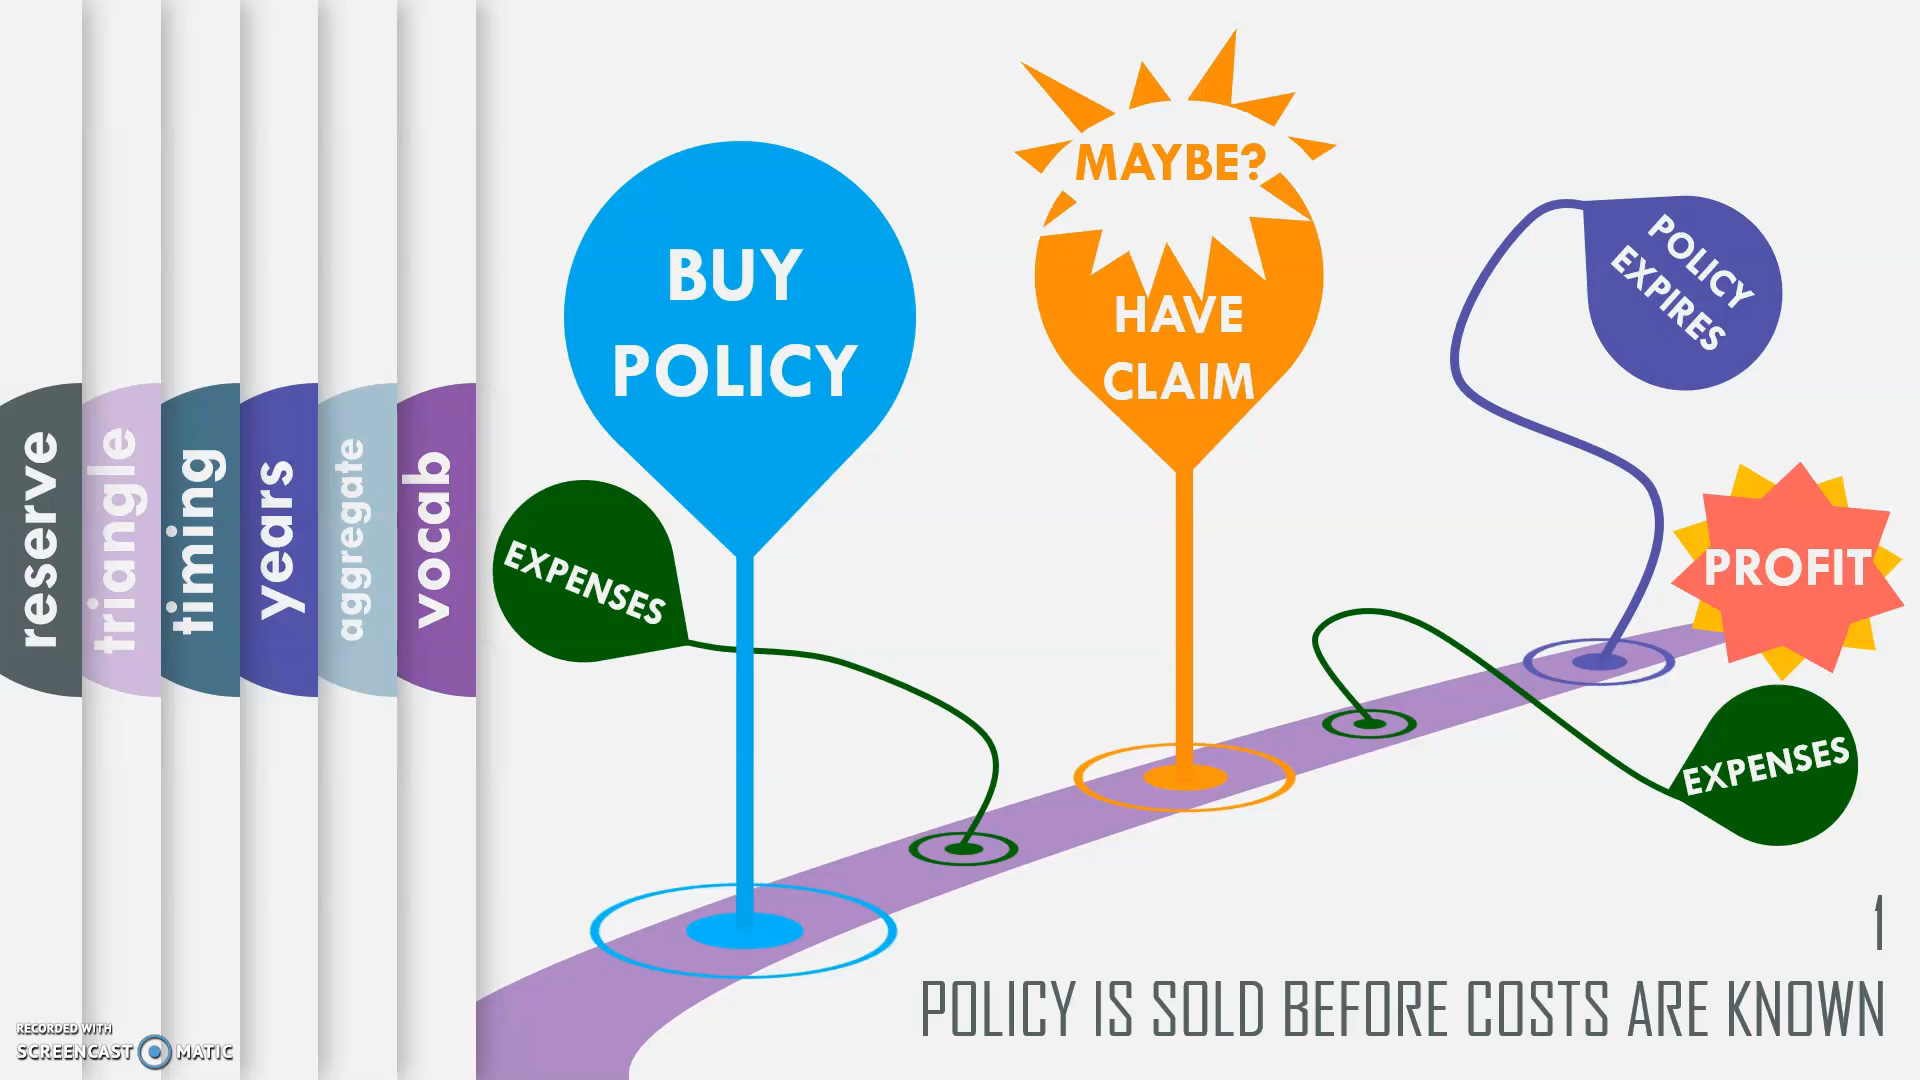 reserve
triangle
timing
years
aggregate
vocab
BUY
POLICY
MAYBE?
HAVE
CLAIM
POLICY
EXPIRES
EXPENSES
PROFIT
EXPENSES
1
POLICY IS SOLD BEFORE COSTS ARE KNOWN
RECORDED WITH
SCREENCAST MATIC